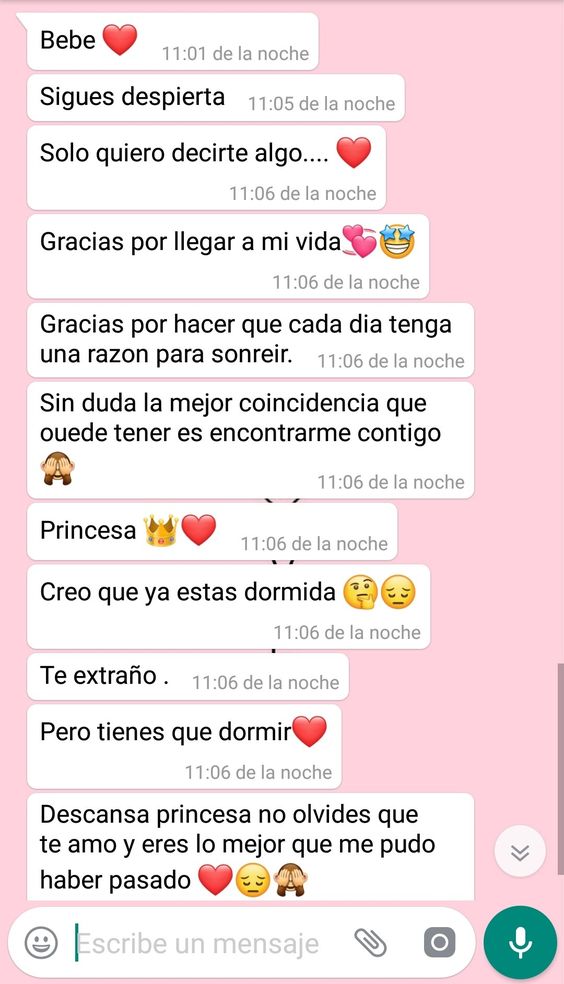 Bebe ❤️ 11:01 de la noche
Sigues despierta 11:05 de la noche
Solo quiero decirte algo.... ❤️
11:06 de la noche
Gracias por llegar a mi vida💞🤩
11:06 de la noche
Gracias por hacer que cada dia tenga
una razon para sonreir. 11:06 de la noche
Sin duda la mejor coincidencia que
ouede tener es encontrarme contigo
🙈 11:06 de la noche
Princesa 👑❤️ 11:06 de la noche
Creo que ya estas dormida 🤔😔
11:06 de la noche
Te extraño . 11:06 de la noche
Pero tienes que dormir❤️
11:06 de la noche
Descansa princesa no olvides que
te amo y eres lo mejor que me pudo
haber pasado ❤️😔🙈
Escribe un mensaje